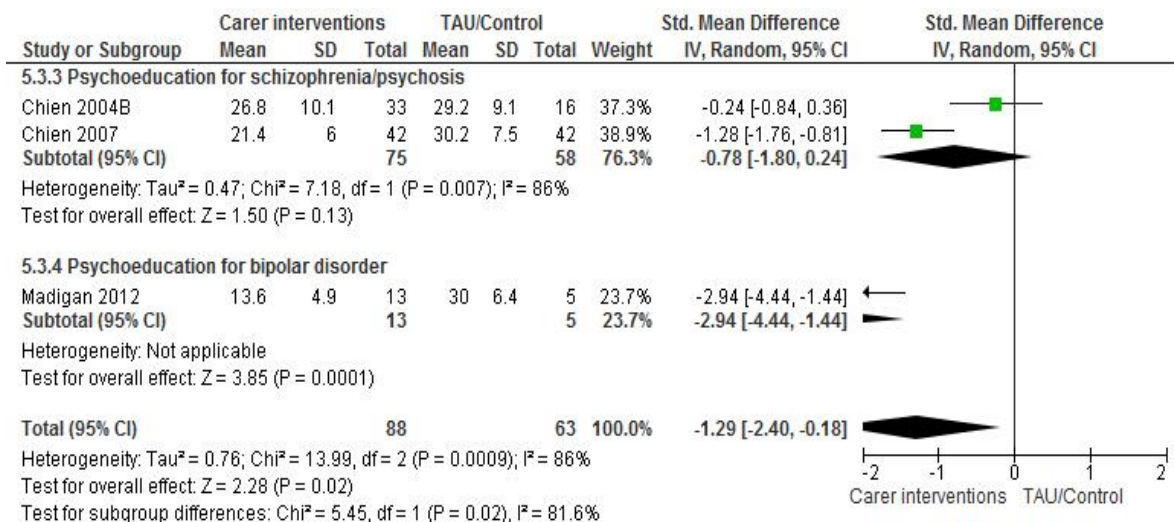 Carer interventions TAU/Control Std. Mean Difference Std. Mean Difference
Study or Subgroup Mean SD Total Mean SD Total Weight IV, Random, 95% CI IV, Random, 95% CI
5.3.3 Psychoeducation for schizophrenia/psychosis
Chien 2004B 26.8 10.1 33 29.2 9.1 16 37.3% -0.24 [-0.84, 0.36]
Chien 2007 21.4 6 42 30.2 7.5 42 38.9% -1.28 [-1.76, -0.81]
Subtotal (95% CI) 75 58 76.3% -0.78 [-1.80, 0.24]
Heterogeneity: Tau² = 0.47; Chi² = 7.18, df = 1 (P = 0.007); I² = 86%
Test for overall effect: Z = 1.50 (P = 0.13)
5.3.4 Psychoeducation for bipolar disorder
Madigan 2012 13.6 4.9 13 30 6.4 5 23.7% -2.94 [-4.44, -1.44]
Subtotal (95% CI) 13 5 23.7% -2.94 [-4.44, -1.44]
Heterogeneity: Not applicable
Test for overall effect: Z = 3.85 (P = 0.0001)
Total (95% CI) 88 63 100.0% -1.29 [-2.40, -0.18]
Heterogeneity: Tau² = 0.76; Chi² = 13.99, df = 2 (P = 0.0009); I² = 86%
Test for overall effect: Z = 2.28 (P = 0.02)
Test for subgroup differences: Chi² = 5.45, df = 1 (P = 0.02), I² = 81.6%
-2 -1 0 1 2
Carer interventions TAU/Control